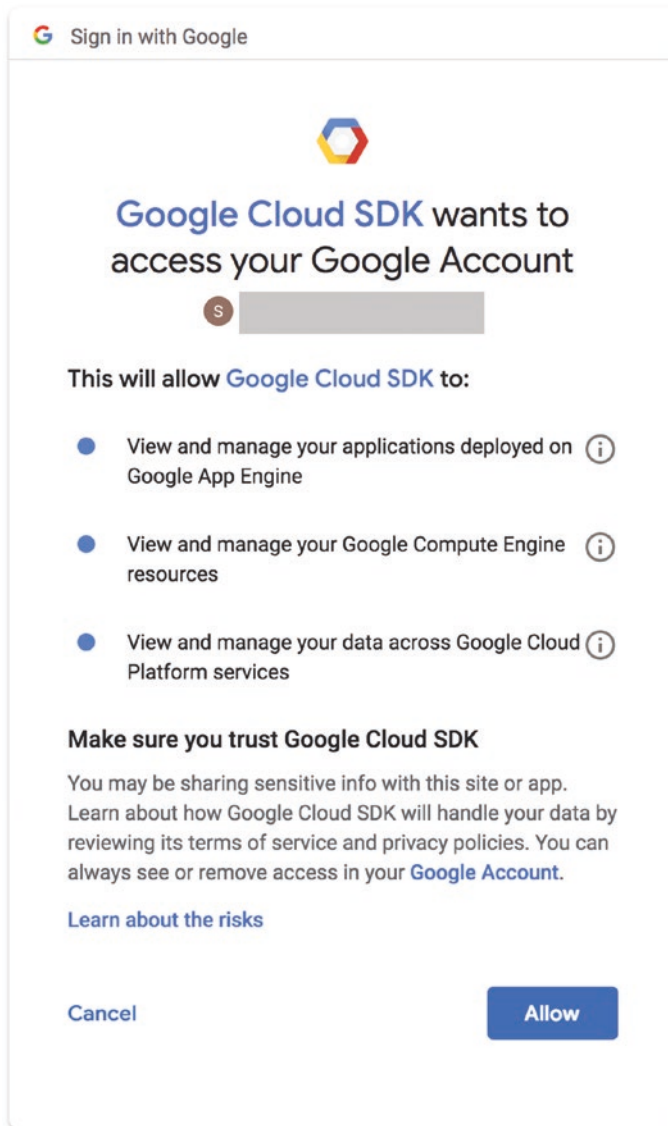 Sign in with Google
Google Cloud SDK wants to
access your Google Account
S
This will allow Google Cloud SDK to:
View and manage your applications deployed on
Google App Engine
View and manage your Google Compute Engine
resources
View and manage your data across Google Cloud
Platform services
Make sure you trust Google Cloud SDK
You may be sharing sensitive info with this site or app.
Learn about how Google Cloud SDK will handle your data by
reviewing its terms of service and privacy policies. You can
always see or remove access in your Google Account.
Learn about the risks
Cancel
Allow